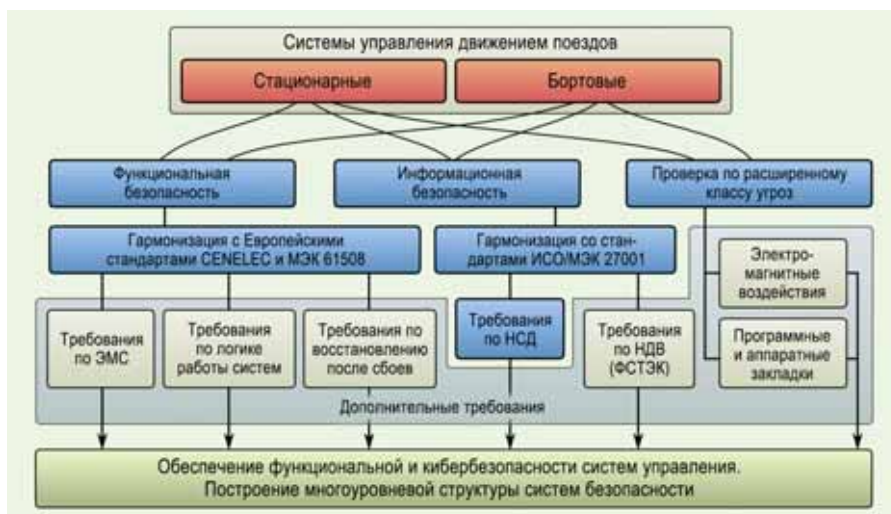 Системы управления движением поездов
Стационарные
Бортовые
Функциональная
безопасность
Информационная
безопасность
Проверка по расширенному
классу угроз
Гармонизация с Европейскими
стандартами CENELEC и МЭК 61508
Гармонизация со стан-
дартами ИСО/МЭК 27001
Электро-
магнитные
воздействия
Требования
по ЭМС
Требования
по логике
работы систем
Требования по
восстановлению
после сбоев
Требования
по НСД
Требования
по НДВ
(ФСТЭК)
Программные
и аппаратные
закладки
Дополнительные требования
Обеспечение функциональной и кибербезопасности систем управления.
Построение многоуровневой структуры систем безопасности